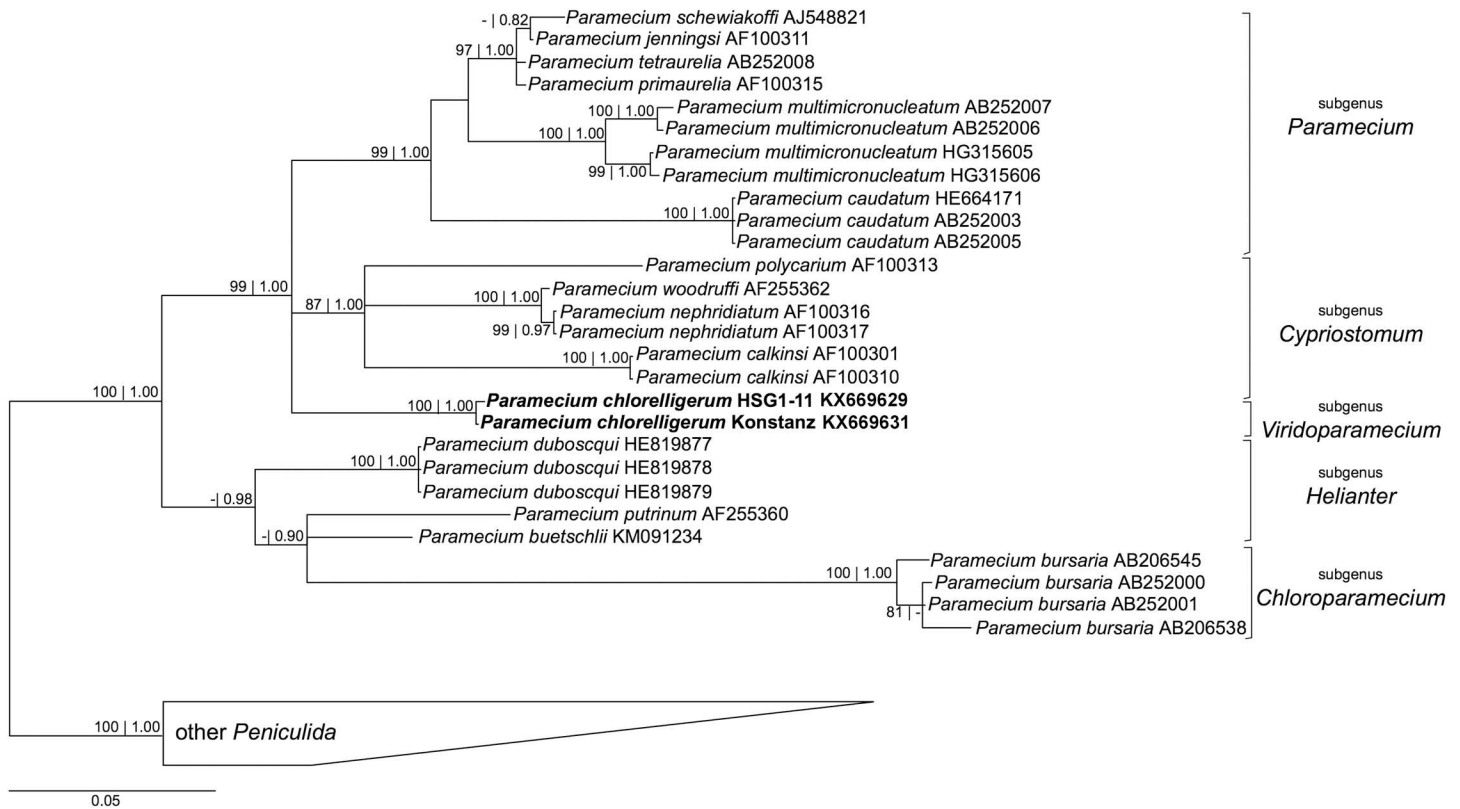 - | 0.82
Paramecium schewiakoffi AJ548821
Paramecium jenningsi AF100311
97 | 1.00
Paramecium tetraurelia AB252008
Paramecium primaurelia AF100315
100 | 1.00
Paramecium multimicronucleatum AB252007
Paramecium multimicronucleatum AB252006
100 | 1.00
Paramecium multimicronucleatum HG315605
99 | 1.00
Paramecium multimicronucleatum HG315606
99 | 1.00
Paramecium caudatum HE664171
100 | 1.00
Paramecium caudatum AB252003
Paramecium caudatum AB252005
subgenus
Paramecium
Paramecium polycarium AF100313
99 | 1.00
87 | 1.00
100 | 1.00
Paramecium woodruffi AF255362
Paramecium nephridiatum AF100316
99 | 0.97
Paramecium nephridiatum AF100317
100 | 1.00
Paramecium calkinsi AF100301
Paramecium calkinsi AF100310
subgenus
Cypriostomum
100 | 1.00
100 | 1.00
Paramecium chlorelligerum HSG1-11 KX669629
Paramecium chlorelligerum Konstanz KX669631
subgenus
Viridoparamecium
Paramecium duboscqui HE819877
100 | 1.00
Paramecium duboscqui HE819878
Paramecium duboscqui HE819879
-| 0.98
Paramecium putrinum AF255360
-| 0.90
Paramecium buetschlii KM091234
subgenus
Helianter
Paramecium bursaria AB206545
100 | 1.00
Paramecium bursaria AB252000
Paramecium bursaria AB252001
81 | -
Paramecium bursaria AB206538
subgenus
Chloroparamecium
100 | 1.00
other Peniculida
0.05